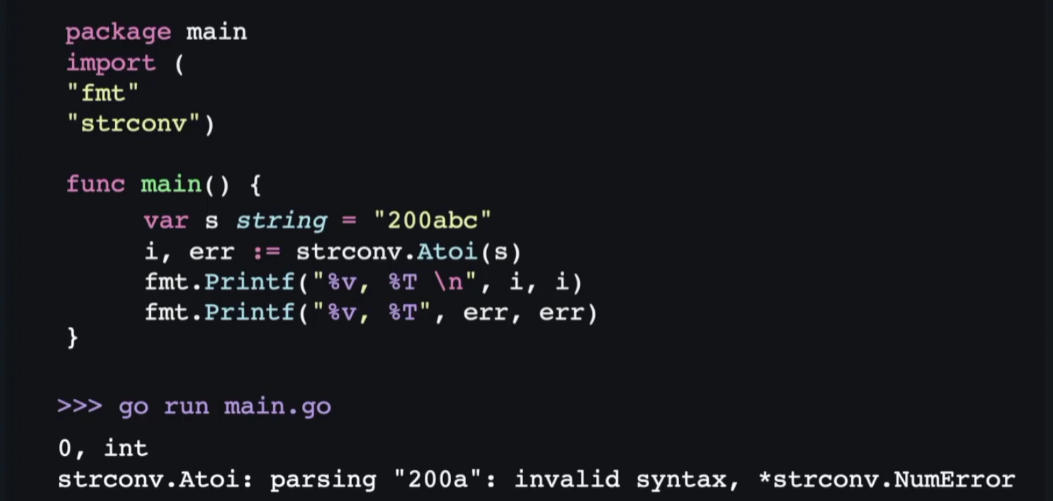 package main
import (
"fmt"
"strconv")
func main() {
var s string = "200abc"
i, err := strconv.Atoi(s)
fmt.Printf("%v, %T \n", i, i)
fmt.Printf("%v, %T", err, err)
}
>>> go run main.go
0, int
strconv.Atoi: parsing "200a": invalid syntax, *strconv.NumError